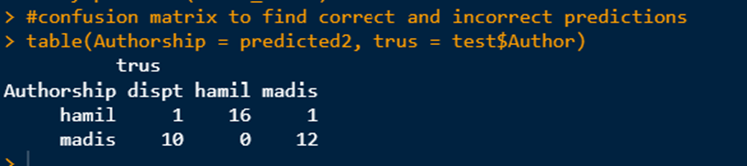 > #confusion matrix to find correct and incorrect predictions
> table(Authorship = predicted2, trus = test$Author)
trus
Authorship dispt hamil madis
hamil 1 16 1
madis 10 0 12
>